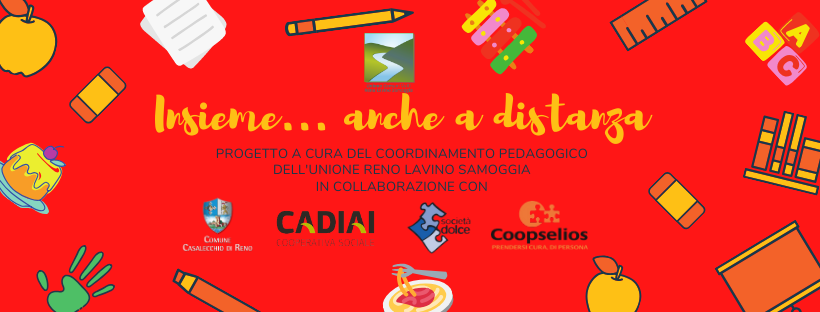 Insieme... anche a distanza
PROGETTO A CURA DEL COORDINAMENTO PEDAGOGICO
DELL'UNIONE RENO LAVINO SAMOGGIA
IN COLLABORAZIONE CON
COMUNE
CASALECCHIO DI RENO
CADIAI
COOPERATIVA SOCIALE
società
dolce
Coopselios
PRENDERSI CURA, DI PERSONA
A
B
C